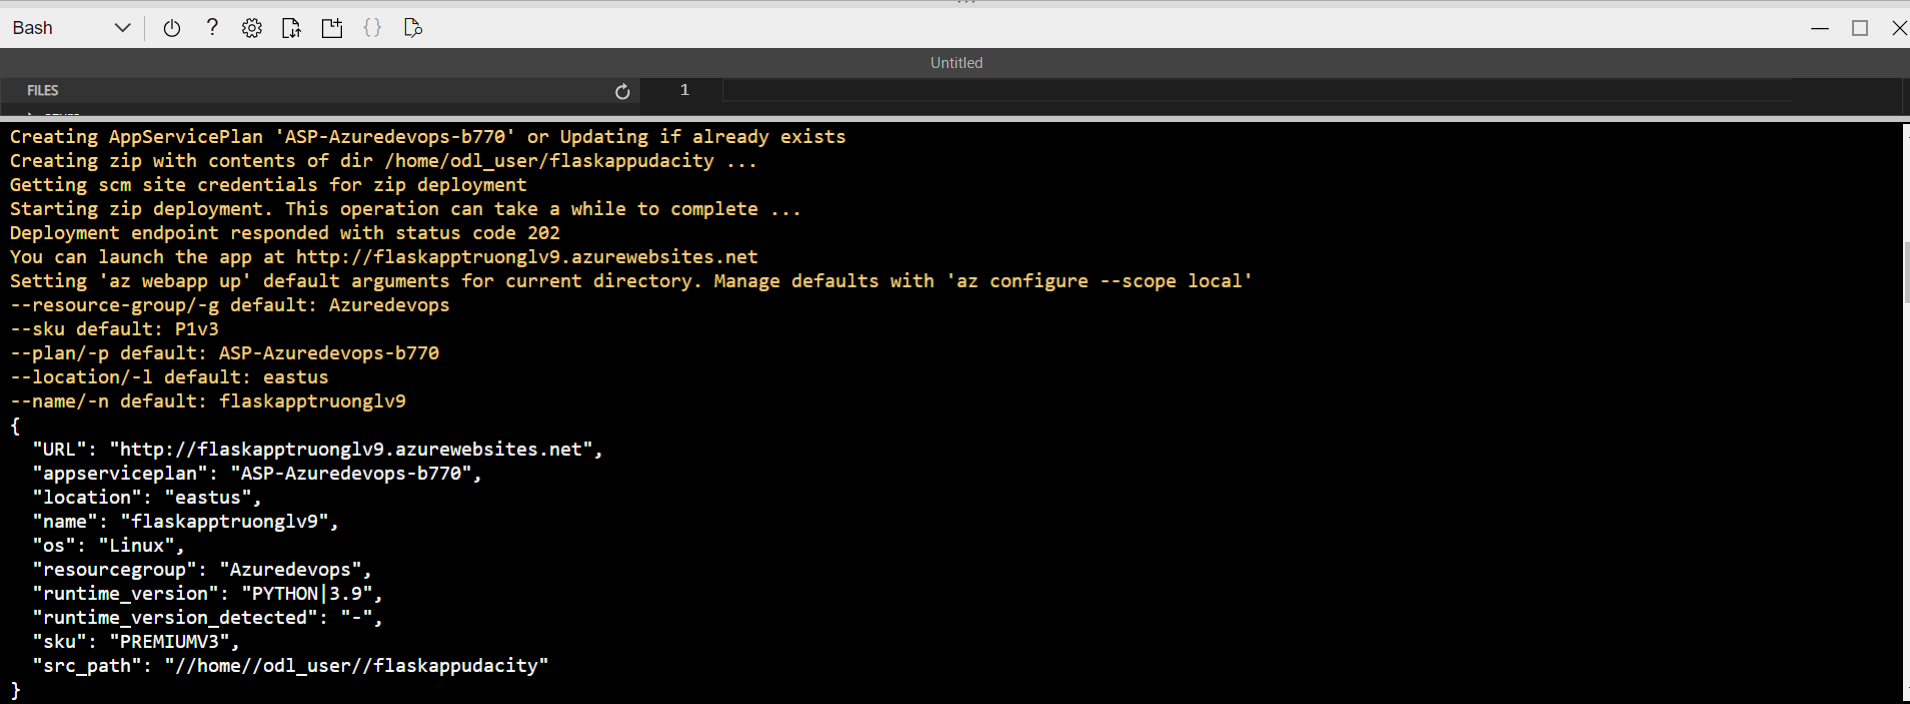 Bash
Untitled
FILES
1
Creating AppServicePlan 'ASP-Azuredevops-b770' or Updating if already exists
Creating zip with contents of dir /home/odl_user/flaskappudacity ...
Getting scm site credentials for zip deployment
Starting zip deployment. This operation can take a while to complete ...
Deployment endpoint responded with status code 202
You can launch the app at http://flaskapptruonglv9.azurewebsites.net
Setting 'az webapp up' default arguments for current directory. Manage defaults with 'az configure --scope local'
--resource-group/-g default: Azuredevops
--sku default: P1v3
--plan/-p default: ASP-Azuredevops-b770
--location/-l default: eastus
--name/-n default: flaskapptruonglv9
{
  "URL": "http://flaskapptruonglv9.azurewebsites.net",
  "appserviceplan": "ASP-Azuredevops-b770",
  "location": "eastus",
  "name": "flaskapptruonglv9",
  "os": "Linux",
  "resourcegroup": "Azuredevops",
  "runtime_version": "PYTHON|3.9",
  "runtime_version_detected": "-",
  "sku": "PREMIUMV3",
  "src_path": "//home//odl_user//flaskappudacity"
}